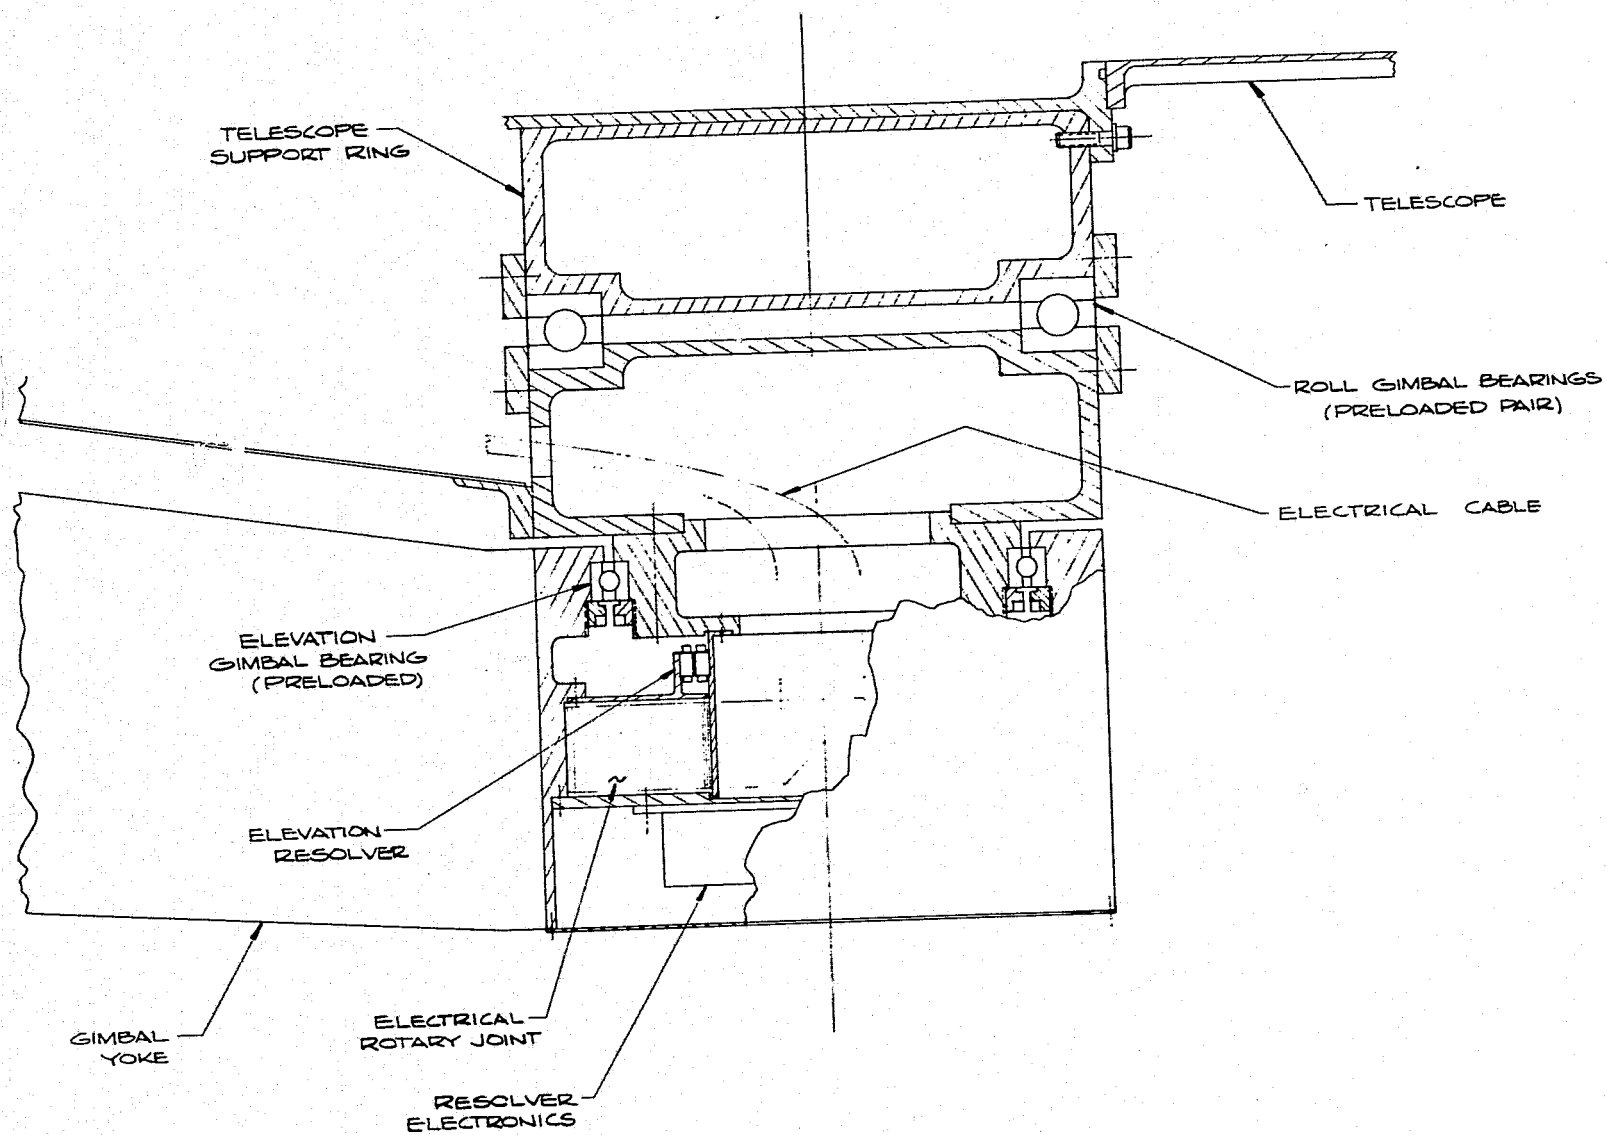 TELESCOPE
SUPPORT RING
TELESCOPE
ROLL GIMBAL BEARINGS
(PRELOADED PAIR)
ELECTRICAL CABLE
ELEVATION
GIMBAL BEARING
(PRELOADED)
ELEVATION
RESOLVER
GIMBAL
YOKE
ELECTRICAL
ROTARY JOINT
RESOLVER
ELECTRONICS